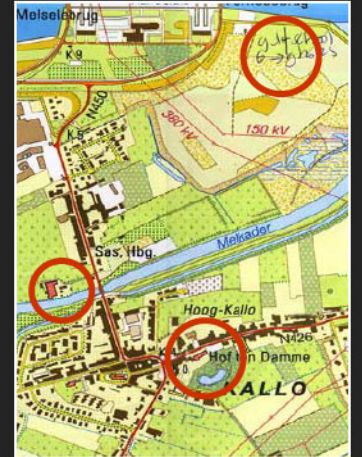 Melselebrug
K9
N450
K5
380 kV
150 kV
Melkader
Sas. Hbg.
Hoog-Kallo
Hof ten Damme
N426
KALLO